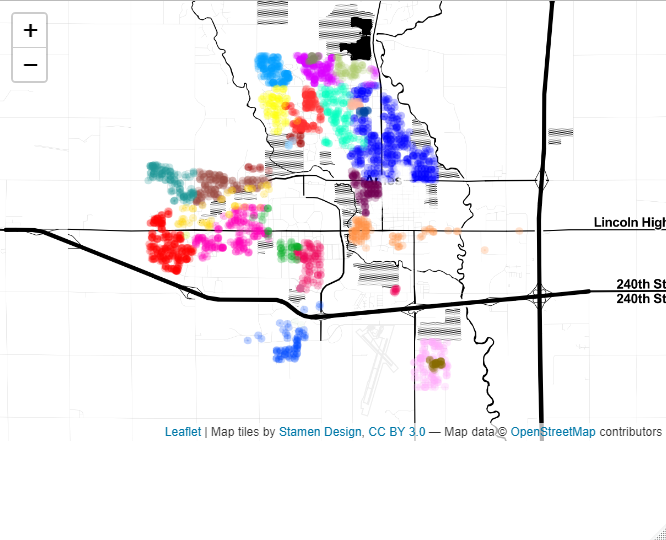 +
−
Ames
Lincoln High
240th St
240th St
Leaflet | Map tiles by Stamen Design, CC BY 3.0 — Map data © OpenStreetMap contributors